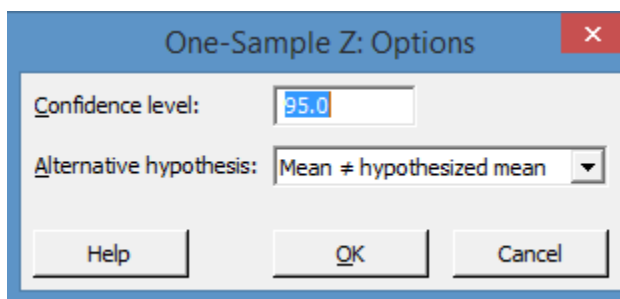 One-Sample Z: Options
Confidence level: 95.0
Alternative hypothesis: Mean ≠ hypothesized mean
Help OK Cancel